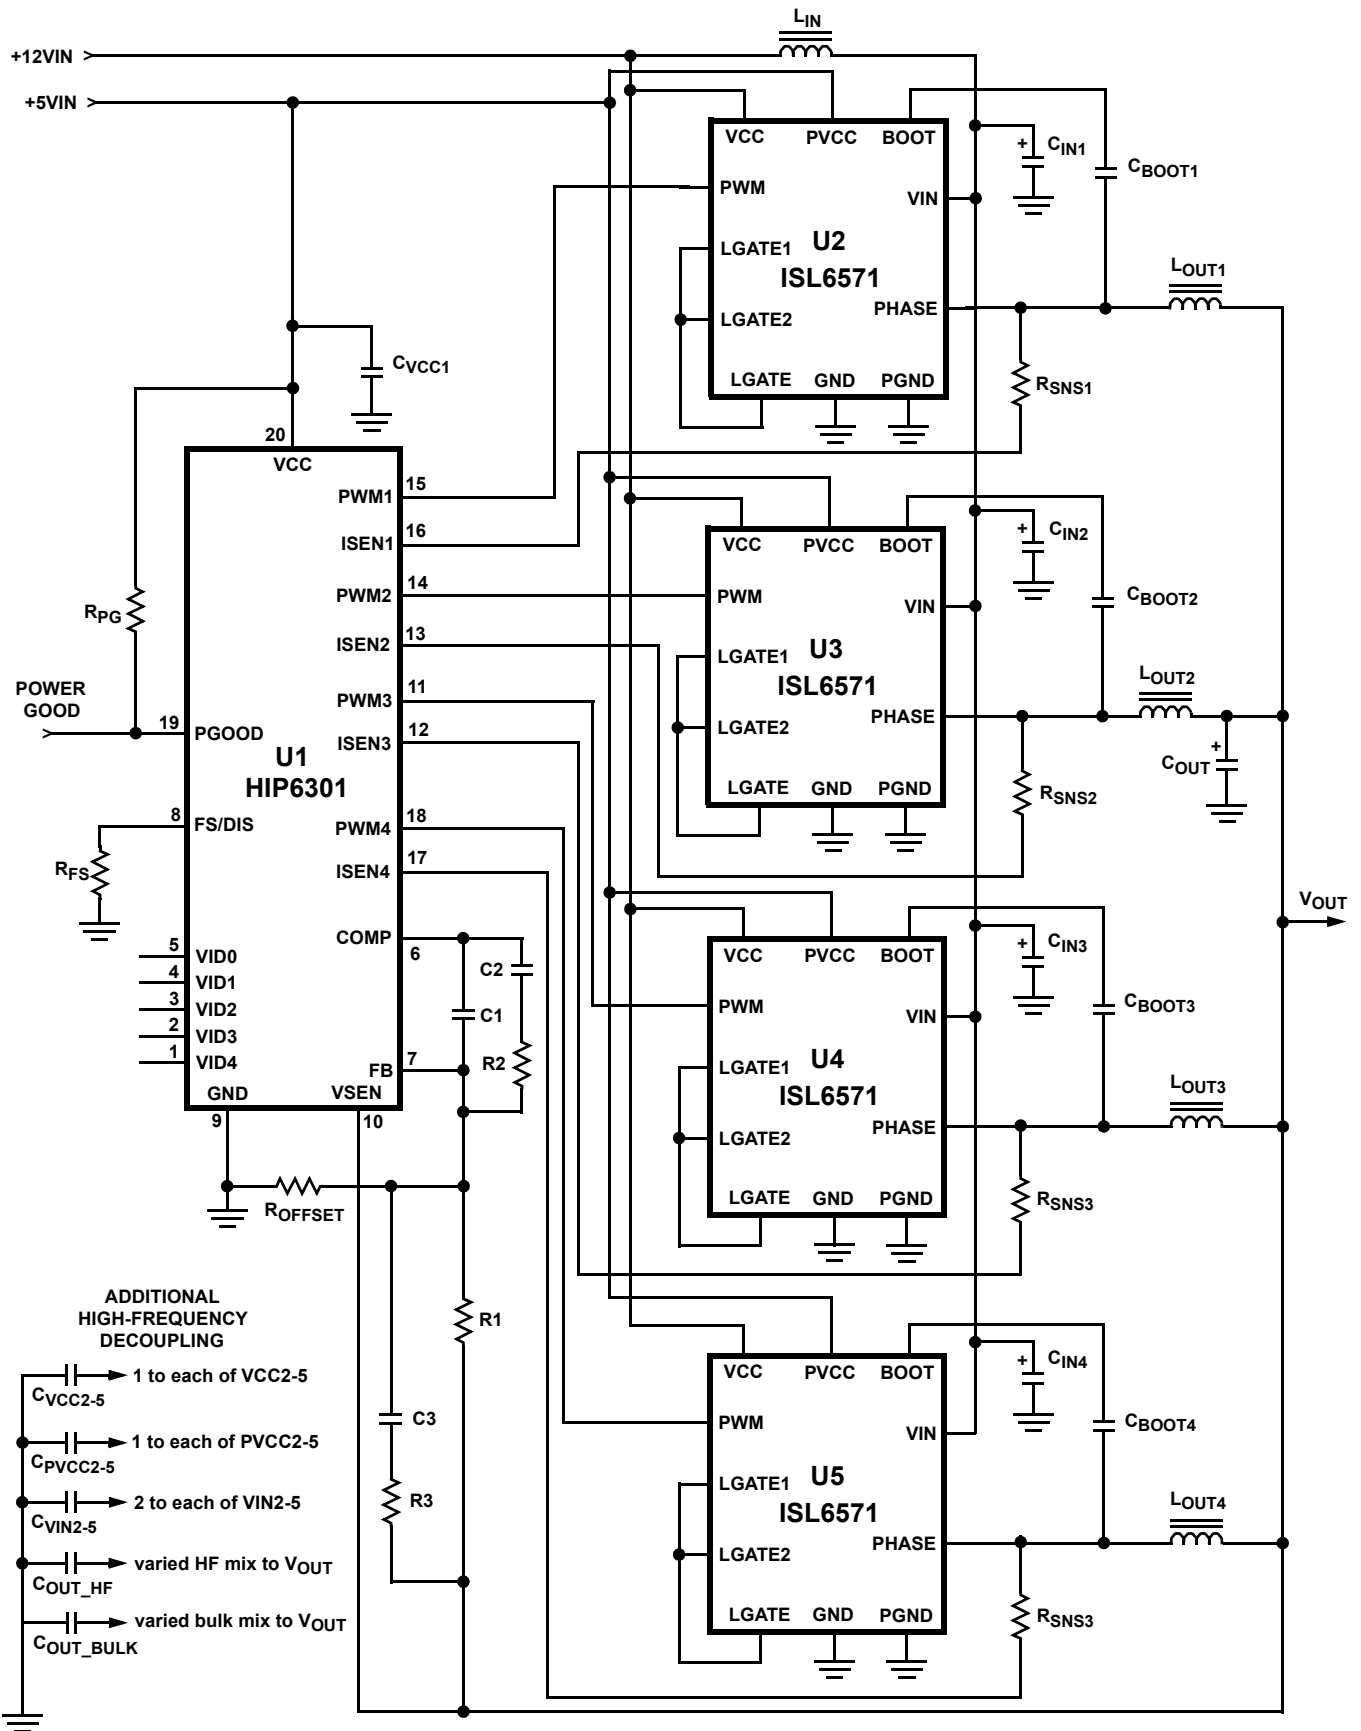 LIN
+12VIN
+5VIN
VCC PVCC BOOT
CIN1
CBOOT1
PWM
VIN
LGATE1
U2
ISL6571
LOUT1
LGATE2
PHASE
CVCC1
LGATE GND PGND
RSNS1
20
VCC
PWM1 15
ISEN1 16
PWM2 14
ISEN2 13
PWM3 11
ISEN3 12
PWM4 18
ISEN4 17
COMP
6
7
FB
RPG
POWER
GOOD
19 PGOOD
U1
HIP6301
8 FS/DIS
RFS
5 VID0
4 VID1
3 VID2
2 VID3
1 VID4
GND VSEN
9 10
C2
C1
R2
ROFFSET
R1
C3
R3
VCC PVCC BOOT
CIN2
CBOOT2
PWM
VIN
LGATE1
U3
ISL6571
LOUT2
LGATE2
PHASE
COUT
LGATE GND PGND
RSNS2
VOUT
VCC PVCC BOOT
CIN3
CBOOT3
PWM
VIN
LGATE1
U4
ISL6571
LOUT3
LGATE2
PHASE
LGATE GND PGND
RSNS3
VCC PVCC BOOT
CIN4
CBOOT4
PWM
VIN
LGATE1
U5
ISL6571
LOUT4
LGATE2
PHASE
LGATE GND PGND
RSNS3
ADDITIONAL
HIGH-FREQUENCY
DECOUPLING
1 to each of VCC2-5
CVCC2-5
1 to each of PVCC2-5
CPVCC2-5
2 to each of VIN2-5
CVIN2-5
varied HF mix to VOUT
COUT_HF
varied bulk mix to VOUT
COUT_BULK